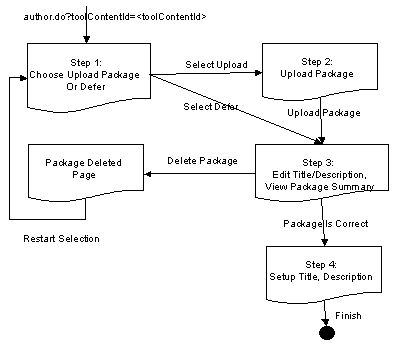 author.do?toolContentId=<toolContentId>
Step 1:
Choose Upload Package
Or Defer
Select Upload
Step 2:
Upload Package
Select Defer
Upload Package
Package Deleted
Page
Delete Package
Step 3:
Edit Title/Description,
View Package Summary
Restart Selection
Package Is Correct
Step 4:
Setup Title, Description
Finish